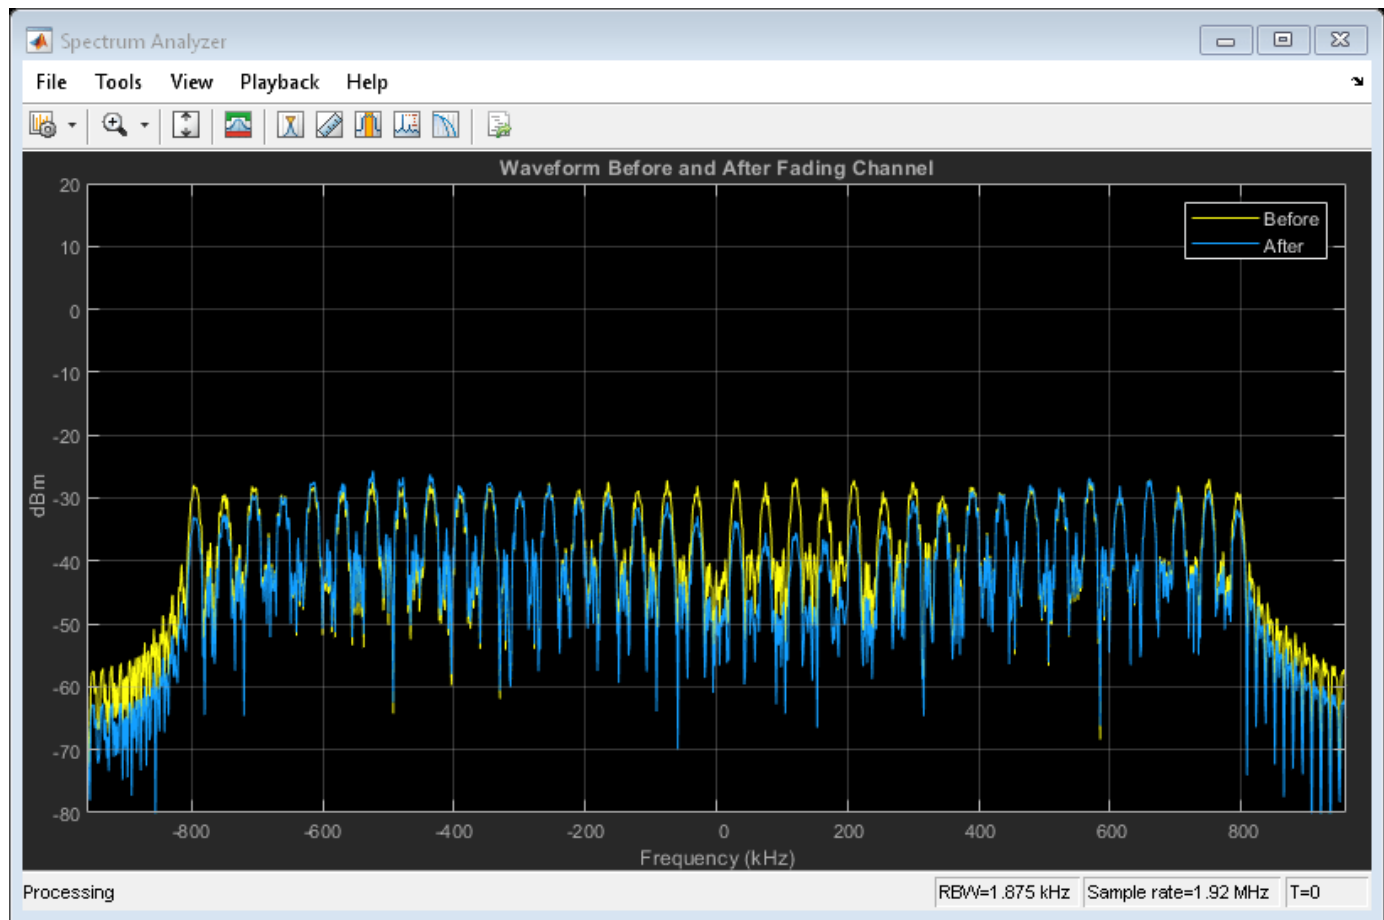 Spectrum Analyzer
File Tools View Playback Help
Waveform Before and After Fading Channel
20
10
0
-10
-20
-30
-40
-50
-60
-70
-80
dBm
Before
After
-800 -600 -400 -200 0 200 400 600 800
Frequency (kHz)
Processing RBW=1.875 kHz Sample rate=1.92 MHz T=0